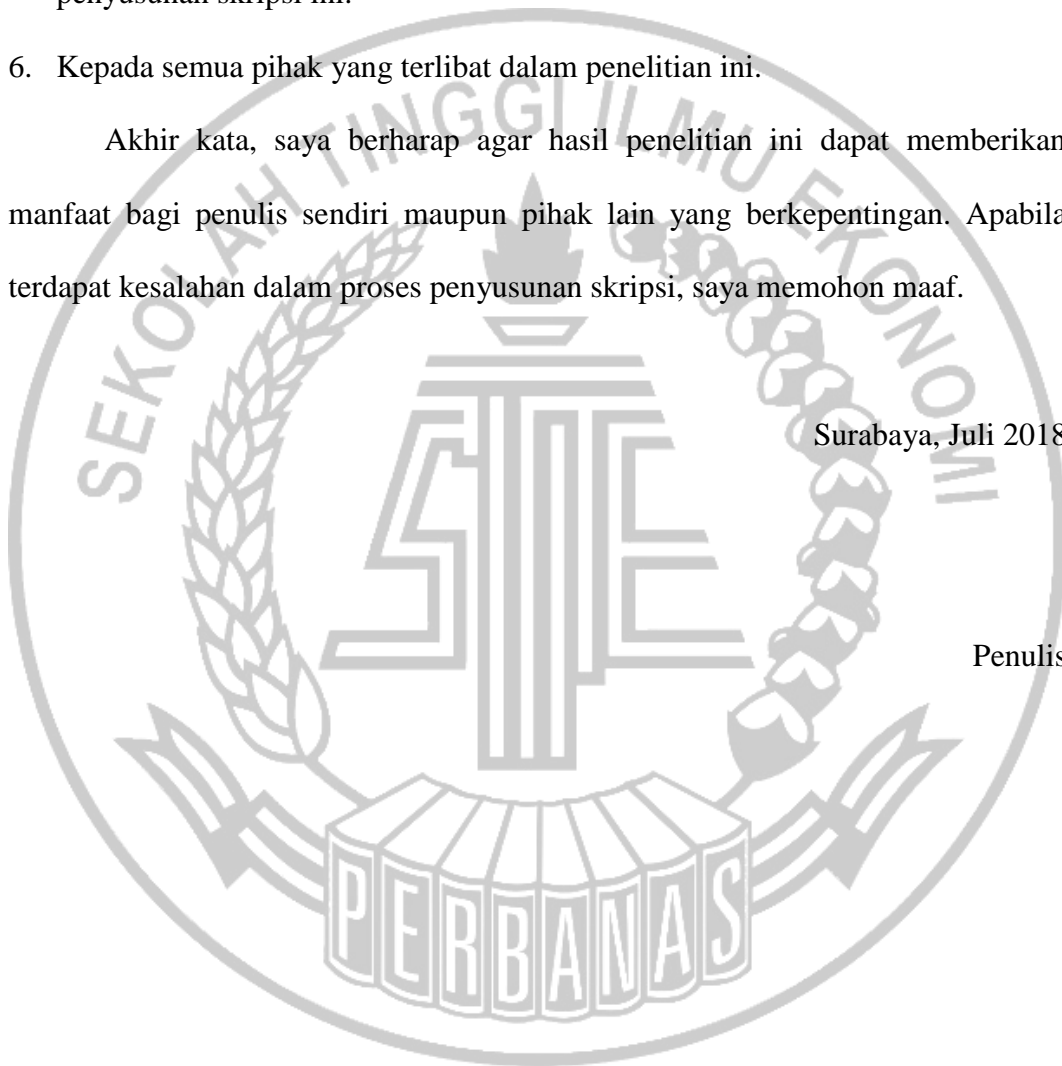 penyusunan skripsi ini.
6. Kepada semua pihak yang terlibat dalam penelitian ini.
Akhir kata, saya berharap agar hasil penelitian ini dapat memberikan
manfaat bagi penulis sendiri maupun pihak lain yang berkepentingan. Apabila
terdapat kesalahan dalam proses penyusunan skripsi, saya memohon maaf.
Surabaya, Juli 2018
Penulis
SEKOLAH TINGGI ILMU EKONOMI
STIE
PERBANAS